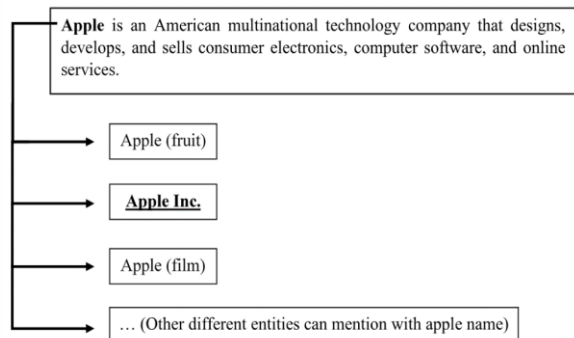 Apple is an American multinational technology company that designs,
develops, and sells consumer electronics, computer software, and online
services.
Apple (fruit)
Apple Inc.
Apple (film)
… (Other different entities can mention with apple name)